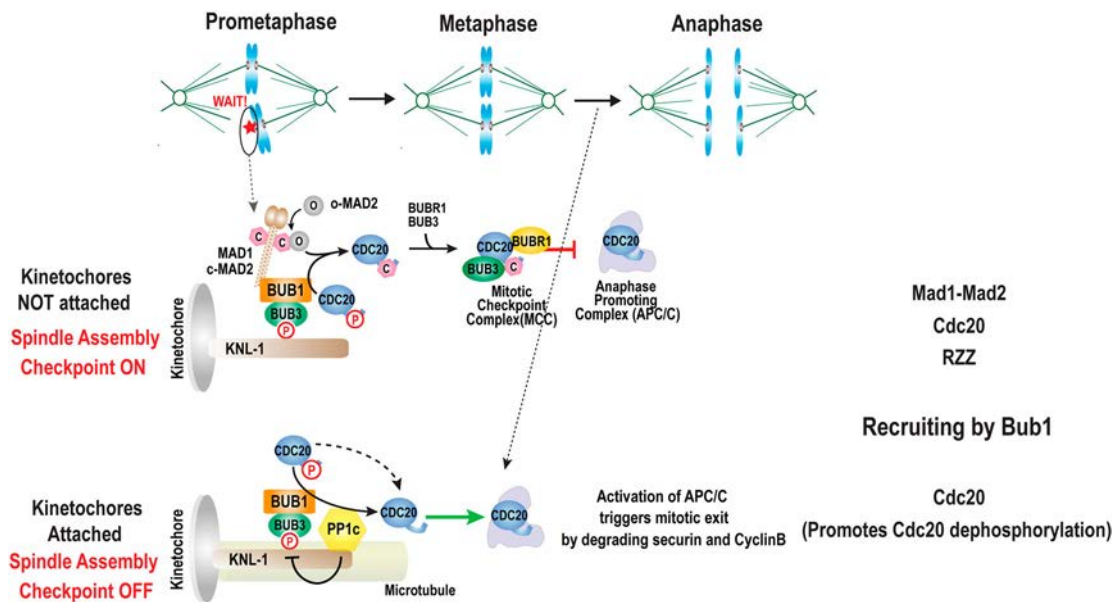 Prometaphase
Metaphase
Anaphase
WAIT!
O
o-MAD2
C
C
O
MAD1
c-MAD2
CDC20
C
BUBR1
BUB3
CDC20
BUBR1
BUB3
C
CDC20
Mitotic
Checkpoint
Complex(MCC)
Anaphase
Promoting
Complex (APC/C)
Kinetochores
NOT attached
Spindle Assembly
Checkpoint ON
Kinetochore
BUB1
BUB3
P
CDC20
P
KNL-1
Mad1-Mad2
Cdc20
RZZ
Recruiting by Bub1
Kinetochores
Attached
Spindle Assembly
Checkpoint OFF
Kinetochore
CDC20
P
BUB1
BUB3
P
PP1c
KNL-1
Microtubule
CDC20
CDC20
Activation of APC/C
triggers mitotic exit
by degrading securin and CyclinB
Cdc20
(Promotes Cdc20 dephosphorylation)